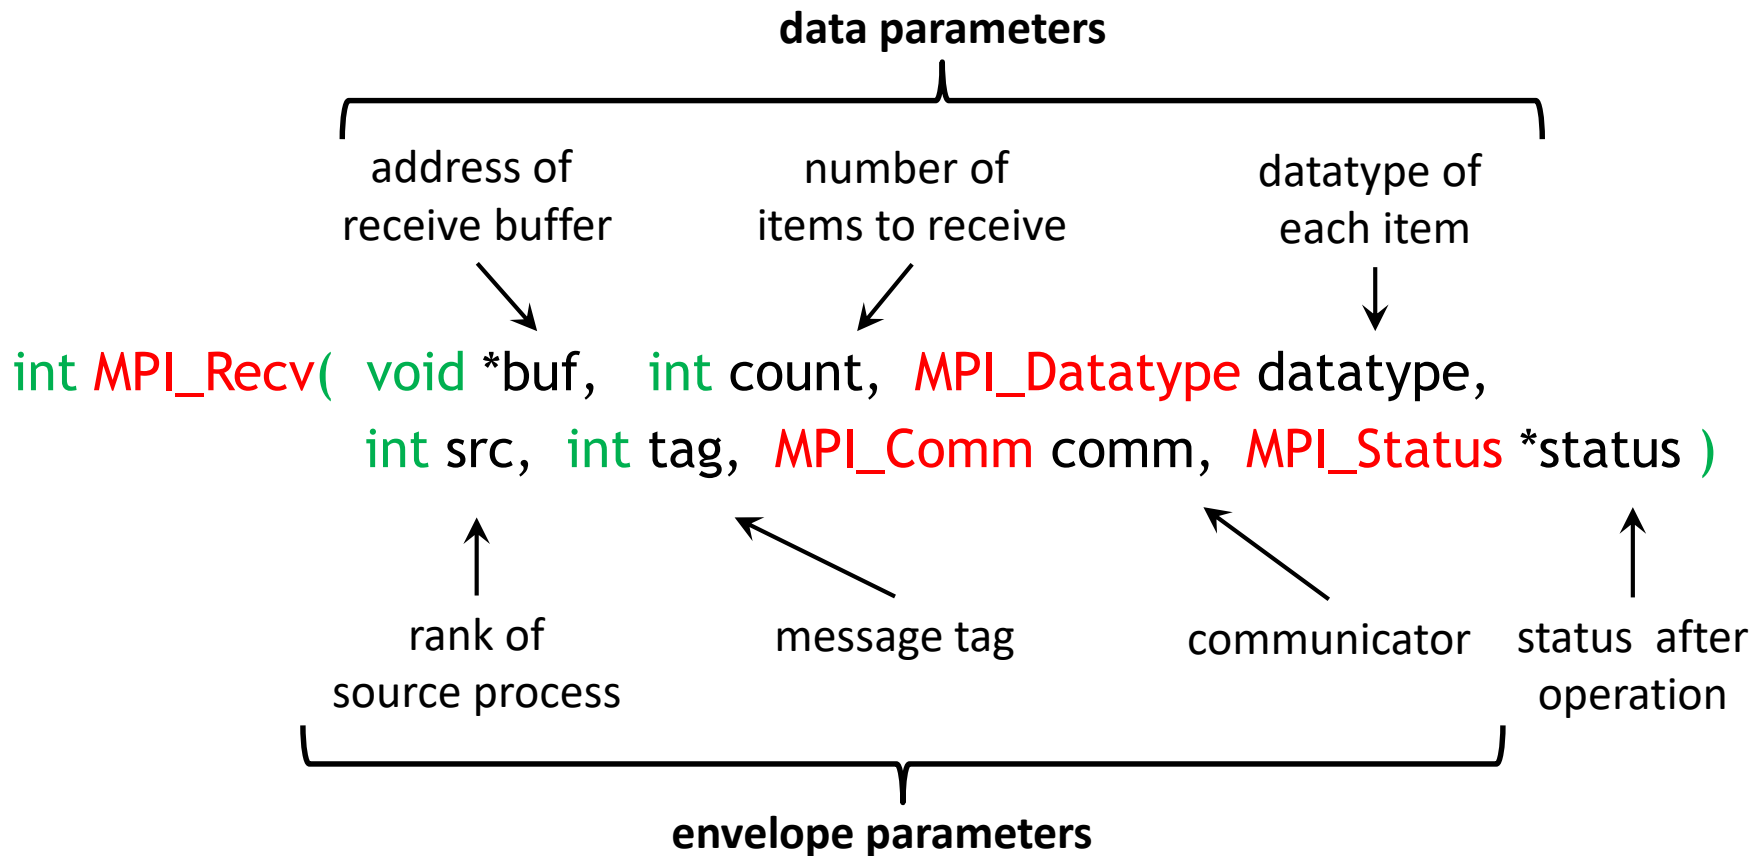 data parameters
address of
receive buffer
number of
items to receive
datatype of
each item
int MPI_Recv( void *buf, int count, MPI_Datatype datatype,
int src, int tag, MPI_Comm comm, MPI_Status *status )
rank of
source process
message tag
communicator
status after
operation
envelope parameters